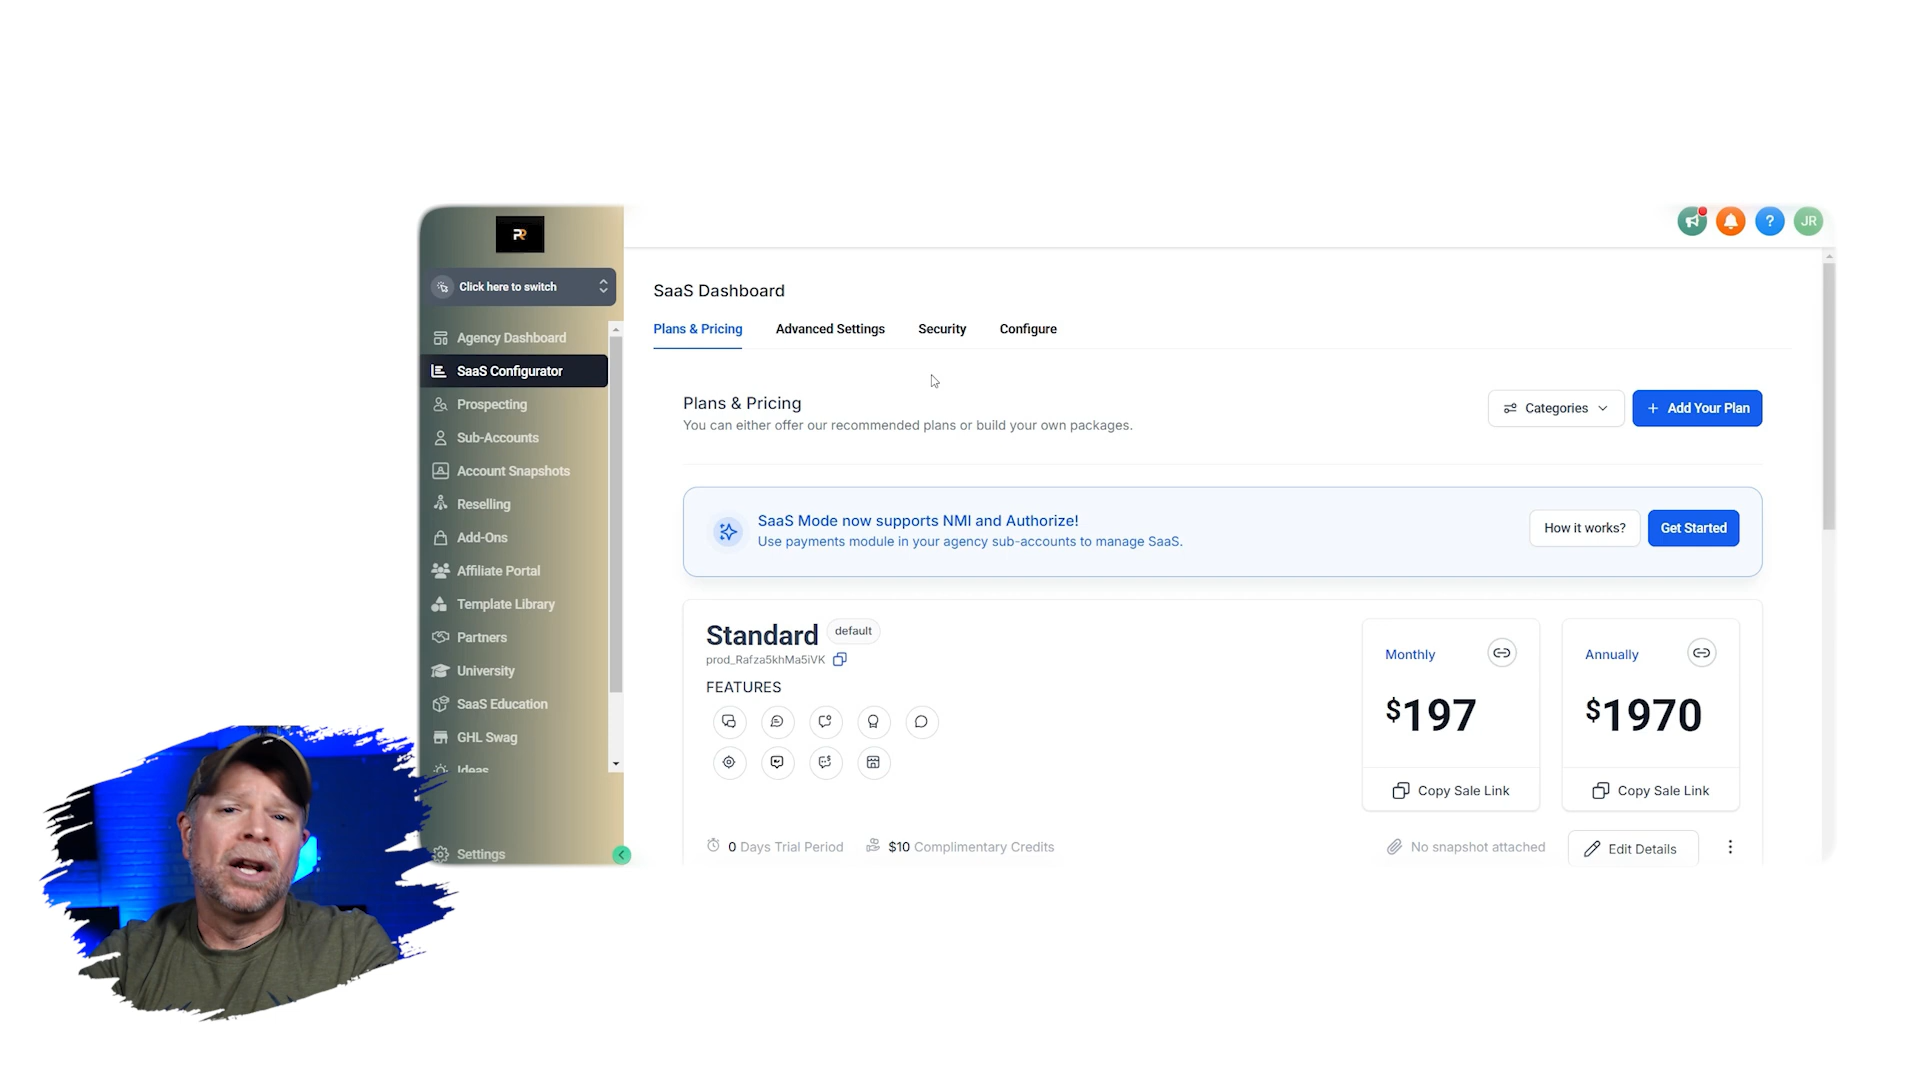 Click here to switch
Agency Dashboard
SaaS Configurator
Prospecting
Sub-Accounts
Account Snapshots
Reselling
Add-Ons
Affiliate Portal
Template Library
Partners
University
SaaS Education
GHL Swag
Ideas
Settings
?
JR
SaaS Dashboard
Plans & Pricing Advanced Settings Security Configure
Plans & Pricing
You can either offer our recommended plans or build your own packages.
Categories
+ Add Your Plan
SaaS Mode now supports NMI and Authorize!
Use payments module in your agency sub-accounts to manage SaaS.
How it works?
Get Started
Standard default
prod_Rafza5khMa5iVK
FEATURES
Monthly
$197
Copy Sale Link
Annually
$1970
Copy Sale Link
0 Days Trial Period $10 Complimentary Credits
No snapshot attached
Edit Details